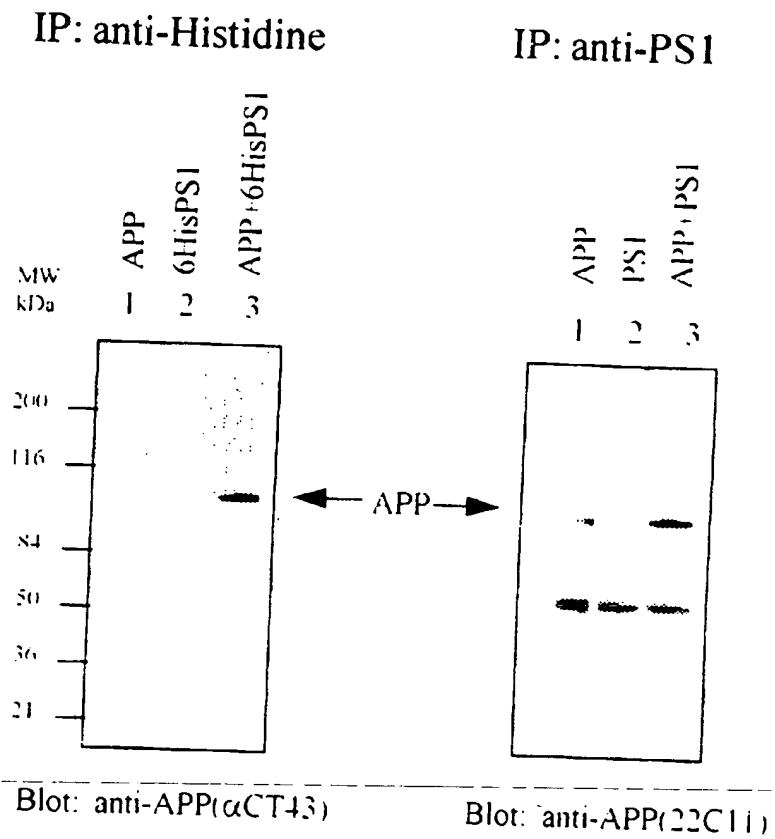 IP: anti-Histidine
IP: anti-PS1
APP
6HisPS1
APP+6HisPS1
MW
kDa
1 2 3
200
116
84
50
36
21
APP
PS1
APP+PS1
1 2 3
APP
Blot: anti-APP(αCT43)
Blot: anti-APP(22C11)